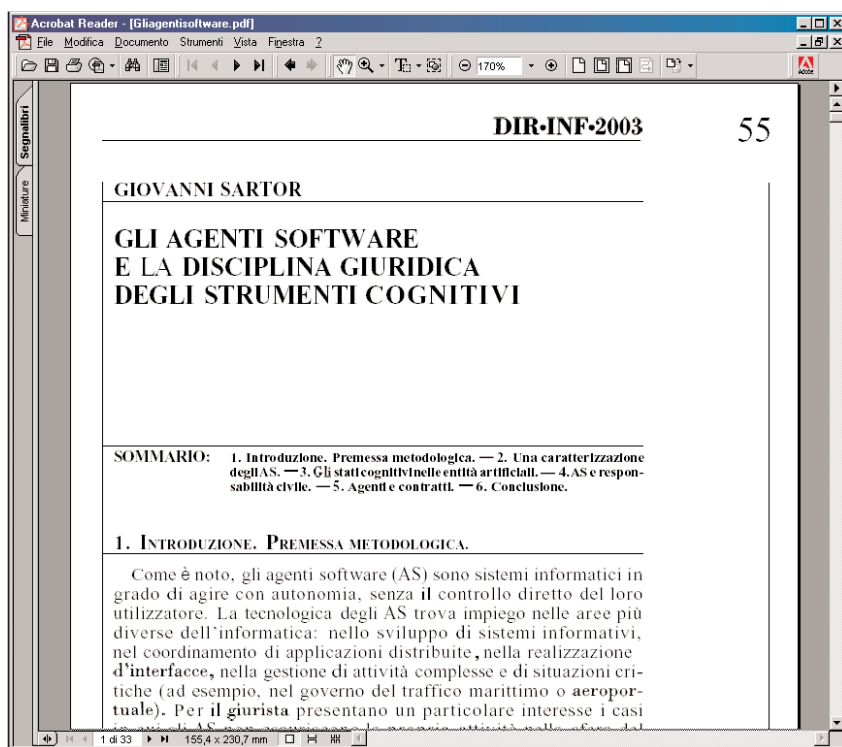 Acrobat Reader - [Gliagentisoftware.pdf]
File Modifica Documento Strumenti Vista Finestra ?
170%
Adobe
Segnalibri
Miniature
DIR•INF•2003 55
GIOVANNI SARTOR
GLI AGENTI SOFTWARE
E LA DISCIPLINA GIURIDICA
DEGLI STRUMENTI COGNITIVI
SOMMARIO: 1. Introduzione. Premessa metodologica. — 2. Una caratterizzazione
degli AS. — 3. Gli stati cognitivi nelle entità artificiali. — 4. AS e respon-
sabilità civile. — 5. Agenti e contratti. — 6. Conclusione.
1. INTRODUZIONE. PREMESSA METODOLOGICA.
Come è noto, gli agenti software (AS) sono sistemi informatici in
grado di agire con autonomia, senza il controllo diretto del loro
utilizzatore. La tecnologica degli AS trova impiego nelle aree più
diverse dell'informatica: nello sviluppo di sistemi informativi,
nel coordinamento di applicazioni distribuite, nella realizzazione
d'interfacce, nella gestione di attività complesse e di situazioni cri-
tiche (ad esempio, nel governo del traffico marittimo o aeropor-
tuale). Per il giurista presentano un particolare interesse i casi
1 di 33 155,4 x 230,7 mm